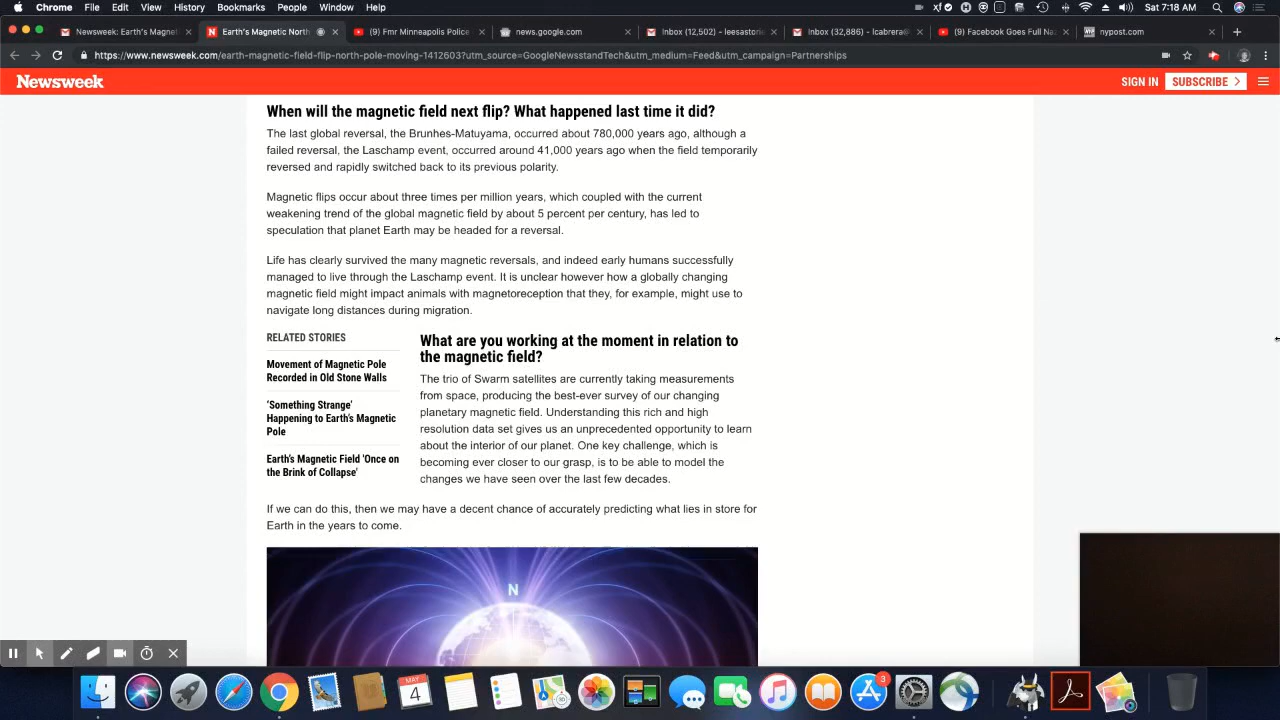 Chrome File Edit View History Bookmarks People Window Help
Sat 7:18 AM
Newsweek: Earth's Magnet
Earth's Magnetic North
(9) Fmr Minneapolis Police
news.google.com
Inbox (12,502) - leesastori
Inbox (32,886) - lcabrera@
(9) Facebook Goes Full Na
nypost.com
https://www.newsweek.com/earth-magnetic-field-flip-north-pole-moving-1412603?utm_source=GoogleNewsstandTech&utm_medium=Feed&utm_campaign=Partnerships
Newsweek
SIGN IN
SUBSCRIBE
When will the magnetic field next flip? What happened last time it did?
The last global reversal, the Brunhes-Matuyama, occurred about 780,000 years ago, although a
failed reversal, the Laschamp event, occurred around 41,000 years ago when the field temporarily
reversed and rapidly switched back to its previous polarity.
Magnetic flips occur about three times per million years, which coupled with the current
weakening trend of the global magnetic field by about 5 percent per century, has led to
speculation that planet Earth may be headed for a reversal.
Life has clearly survived the many magnetic reversals, and indeed early humans successfully
managed to live through the Laschamp event. It is unclear however how a globally changing
magnetic field might impact animals with magnetoreception that they, for example, might use to
navigate long distances during migration.
RELATED STORIES
Movement of Magnetic Pole
Recorded in Old Stone Walls
'Something Strange'
Happening to Earth's Magnetic
Pole
Earth's Magnetic Field 'Once on
the Brink of Collapse'
What are you working at the moment in relation to
the magnetic field?
The trio of Swarm satellites are currently taking measurements
from space, producing the best-ever survey of our changing
planetary magnetic field. Understanding this rich and high
resolution data set gives us an unprecedented opportunity to learn
about the interior of our planet. One key challenge, which is
becoming ever closer to our grasp, is to be able to model the
changes we have seen over the last few decades.
If we can do this, then we may have a decent chance of accurately predicting what lies in store for
Earth in the years to come.
N
MAY
4
3